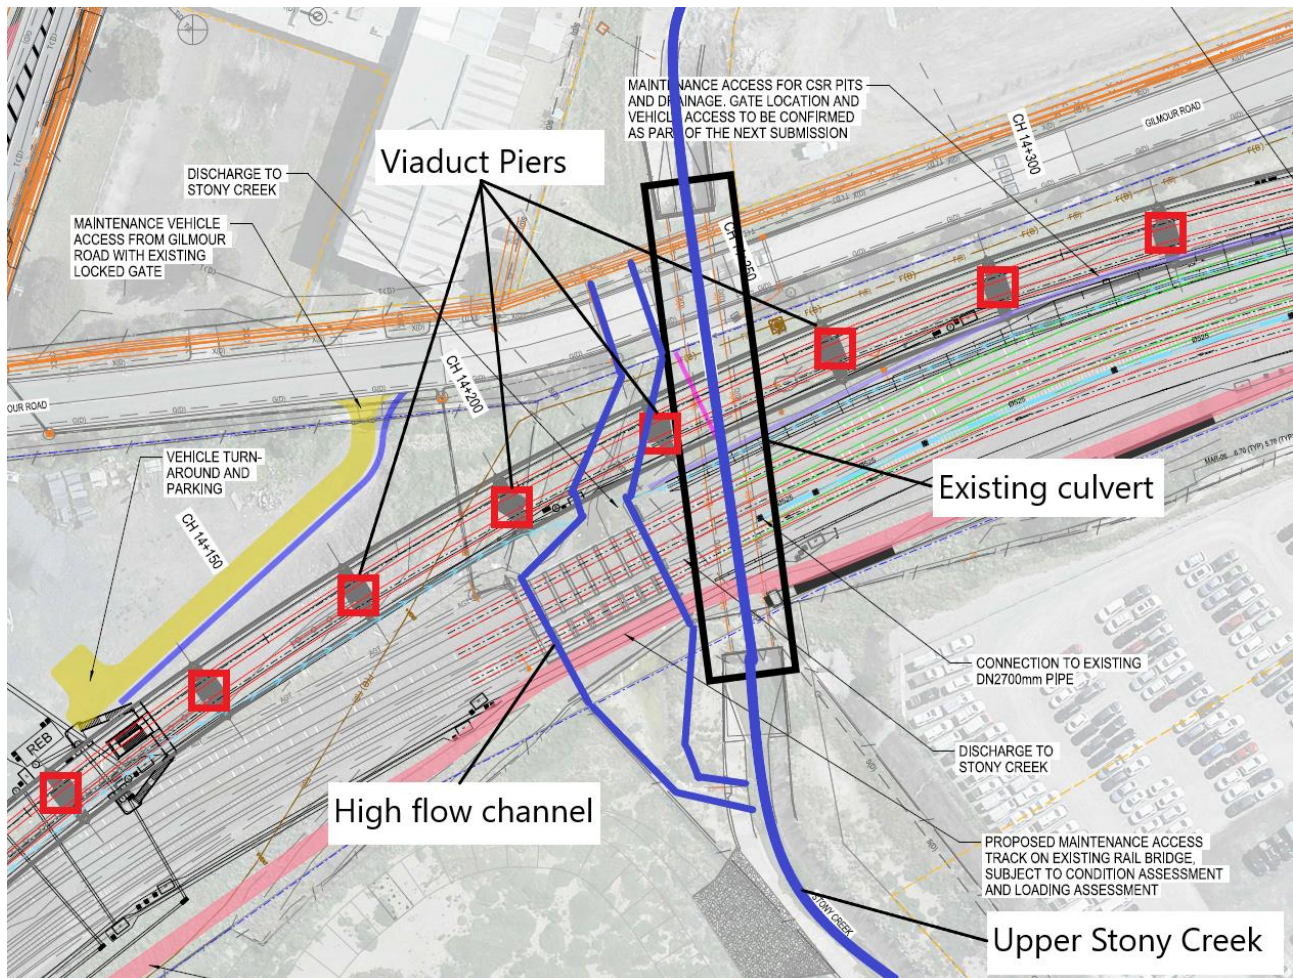 MAINTENANCE ACCESS FOR CSR PITS
AND DRAINAGE. GATE LOCATION AND
VEHICLE ACCESS TO BE CONFIRMED
AS PART OF THE NEXT SUBMISSION
GILMOUR ROAD
CH 14+300
Viaduct Piers
DISCHARGE TO
STONY CREEK
MAINTENANCE VEHICLE
ACCESS FROM GILMOUR
ROAD WITH EXISTING
LOCKED GATE
CH 14+250
CH 14+200
OUR ROAD
VEHICLE TURN-
AROUND AND
PARKING
CH 14+150
Existing culvert
Ø525
Ø525
Ø525
CONNECTION TO EXISTING
DN2700mm PIPE
REB
DISCHARGE TO
STONY CREEK
High flow channel
PROPOSED MAINTENANCE ACCESS
TRACK ON EXISTING RAIL BRIDGE,
SUBJECT TO CONDITION ASSESSMENT
AND LOADING ASSESSMENT
STONY CREEK
Upper Stony Creek